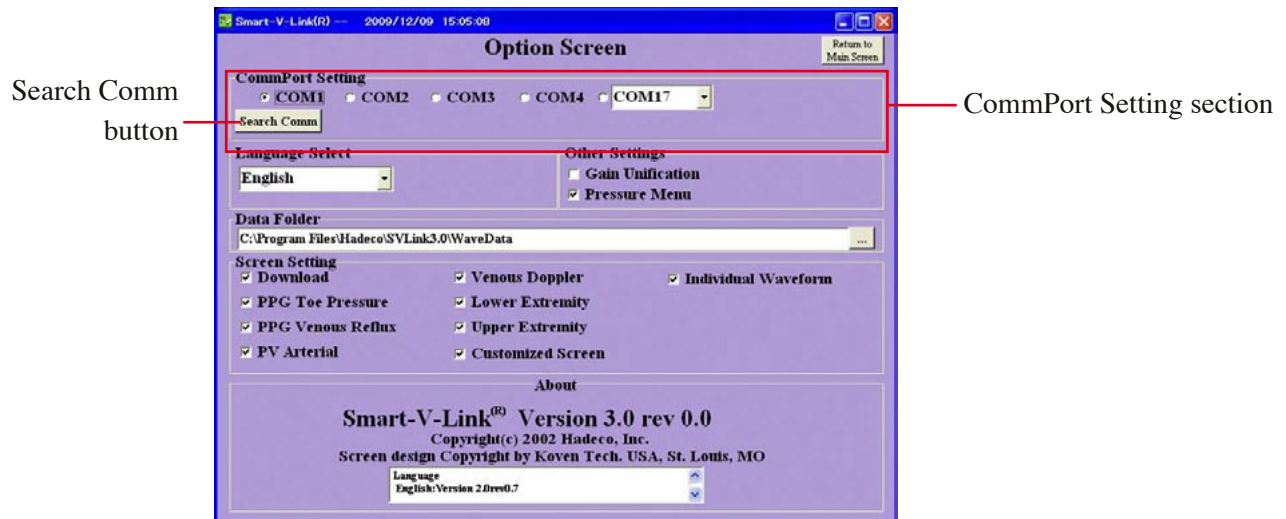 Smart-V-Link(R) -- 2009/12/09 15:05:08
Option Screen
Return to
Main Screen
CommPort Setting
COM1 COM2 COM3 COM4 COM17
Search Comm
Search Comm
button
CommPort Setting section
Language Select
English
Other Settings
Gain Unification
Pressure Menu
Data Folder
C:\Program Files\Hadeco\SVLink3.0\WaveData
...
Screen Setting
Download Venous Doppler Individual Waveform
PPG Toe Pressure Lower Extremity
PPG Venous Reflux Upper Extremity
PV Arterial Customized Screen
About
Smart-V-Link(R) Version 3.0 rev 0.0
Copyright(c) 2002 Hadeco, Inc.
Screen design Copyright by Koven Tech. USA, St. Louis, MO
Language
English:Version 2.0rev0.7